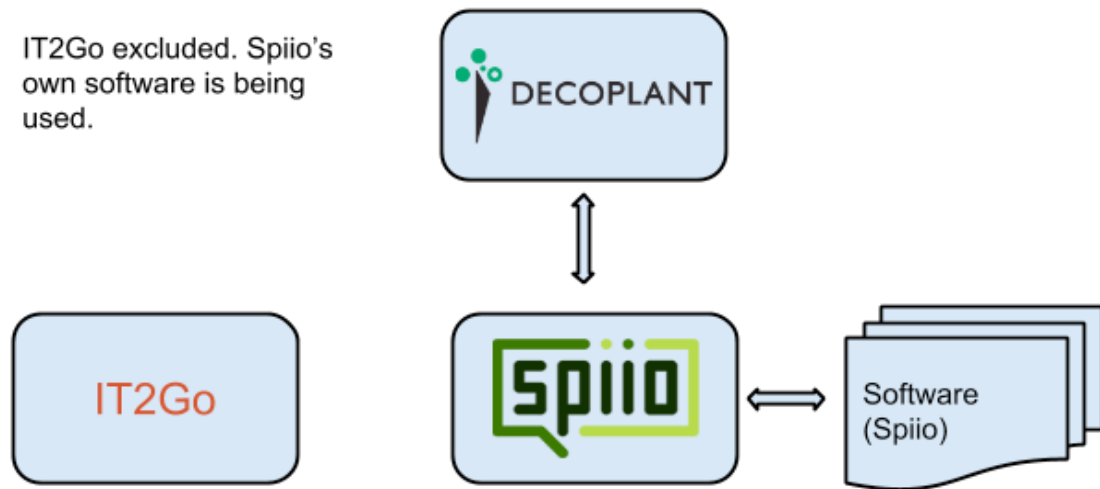 IT2Go excluded. Spiio's
own software is being
used.
DECOPLANT
IT2Go
spiio
Software
(Spiio)